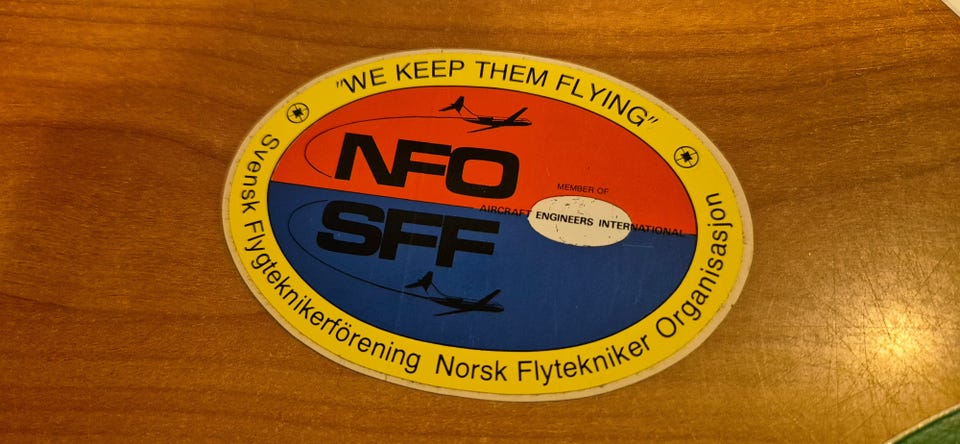 "WE KEEP THEM FLYING"
NFO
MEMBER OF
AIRCRAFT ENGINEERS INTERNATIONAL
SFF
Svensk Flygteknikerförening Norsk Flytekniker Organisasjon